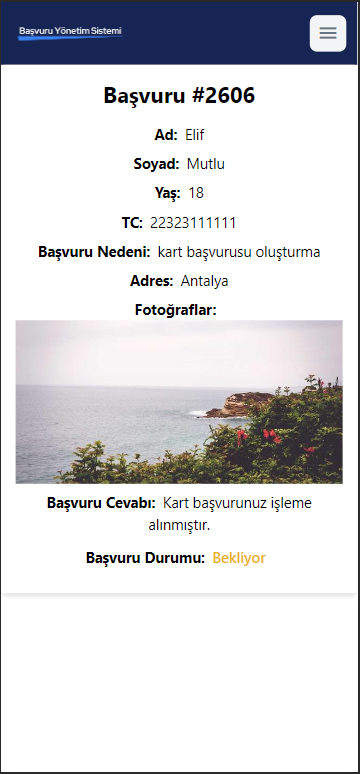 Başvuru Yönetim Sistemi
Başvuru #2606
Ad: Elif
Soyad: Mutlu
Yaş: 18
TC: 22323111111
Başvuru Nedeni: kart başvurusu oluşturma
Adres: Antalya
Fotoğraflar:
Başvuru Cevabı: Kart başvurunuz işleme
alınmıştır.
Başvuru Durumu: Bekliyor